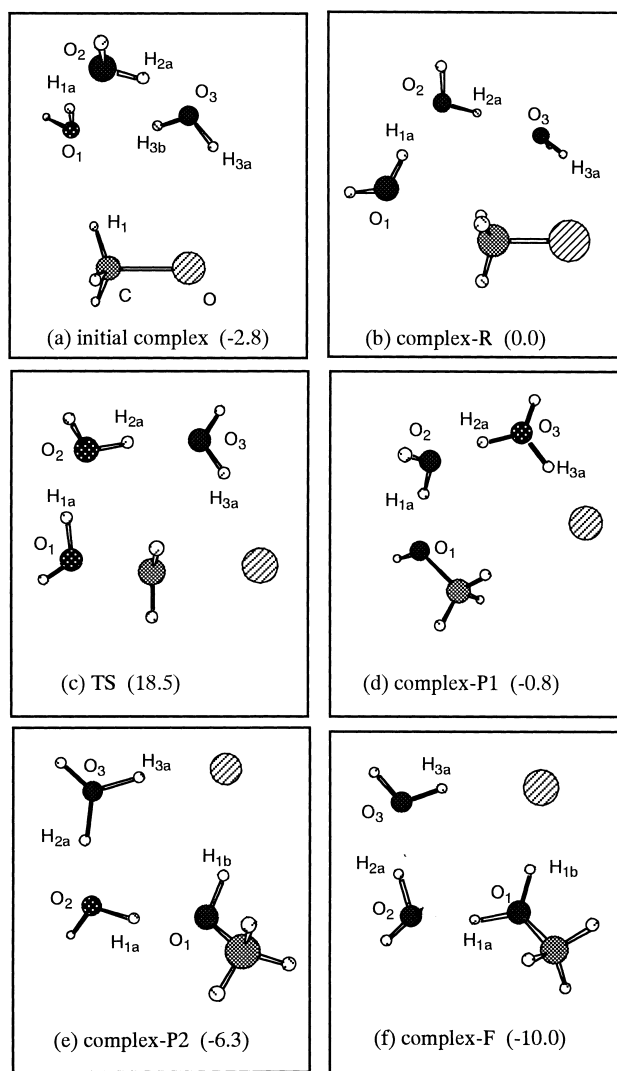 O2
H2a
H1a
O3
O1
H3b
H3a
H1
C
O
(a) initial complex (-2.8)
O2
H2a
O3
H1a
H3a
O1
(b) complex-R (0.0)
H2a
O2
O3
H3a
H1a
O1
(c) TS (18.5)
O2
H2a
O3
H3a
H1a
O1
(d) complex-P1 (-0.8)
O3
H3a
H2a
H1b
O2
H1a
O1
(e) complex-P2 (-6.3)
H3a
O3
H2a
H1b
O1
O2
H1a
(f) complex-F (-10.0)